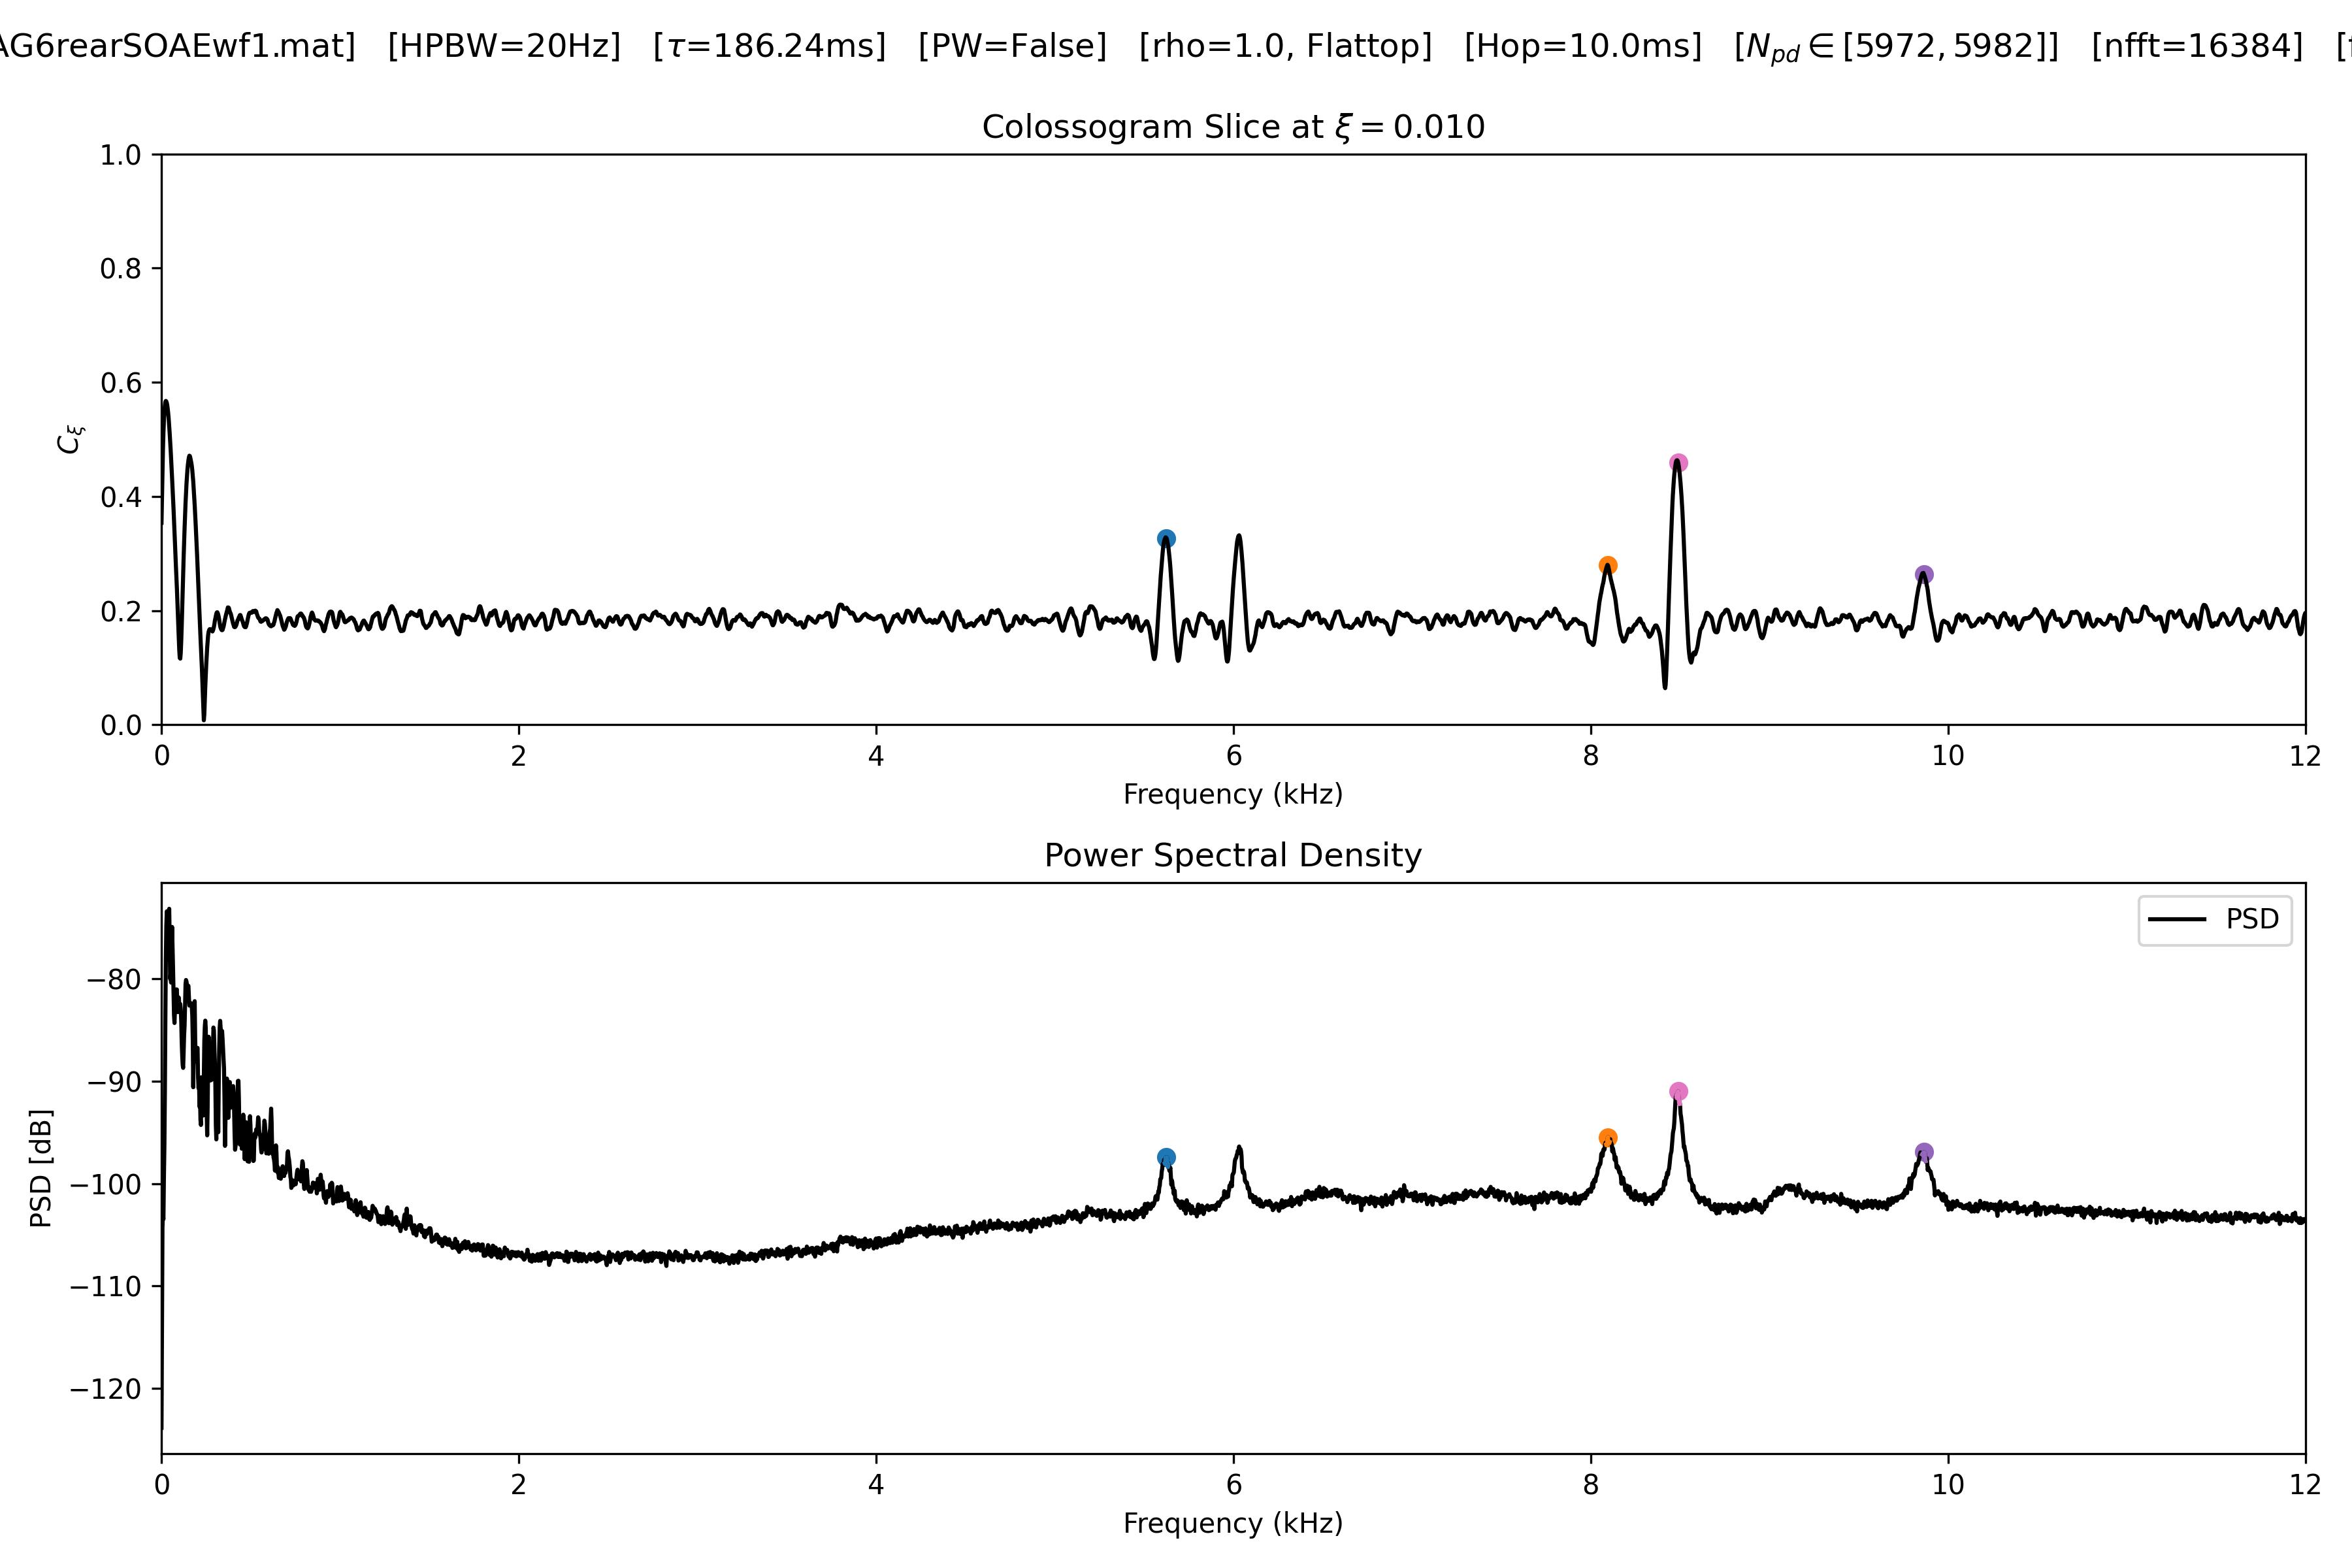 AG6rearSOAEwf1.mat] [HPBW=20Hz] [τ=186.24ms] [PW=False] [rho=1.0, Flattop] [Hop=10.0ms] [N_pd ∈ [5972, 5982]] [nfft=16384] [
Colossogram Slice at ξ = 0.010
1.0
0.8
0.6
0.4
0.2
0.0
C_ξ
0 2 4 6 8 10 12
Frequency (kHz)
Power Spectral Density
PSD
−80
−90
−100
−110
−120
PSD [dB]
0 2 4 6 8 10 12
Frequency (kHz)